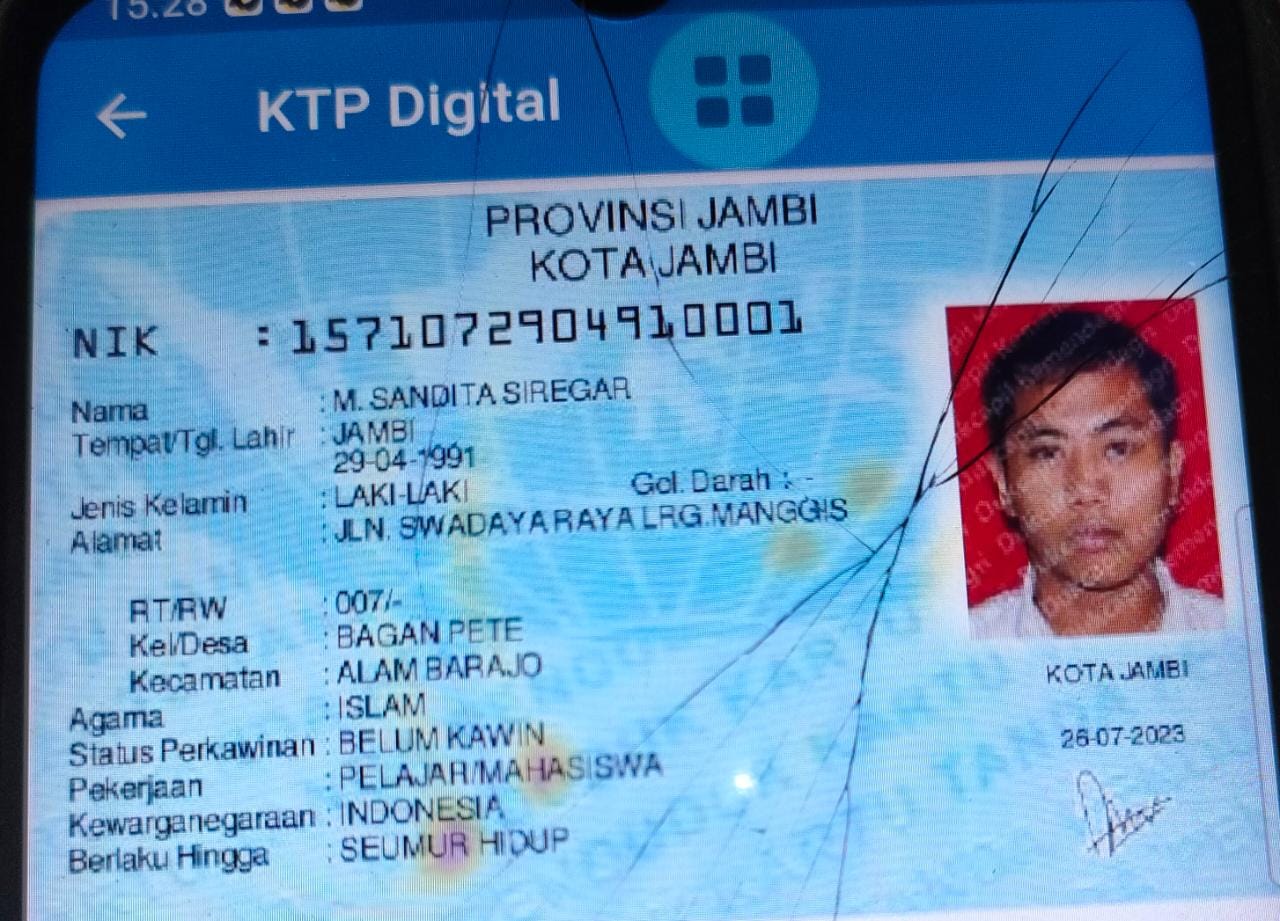 15.28
KTP Digital
PROVINSI JAMBI
KOTA JAMBI
NIK : 1571072904910001
Nama : M. SANDITA SIREGAR
Tempat/Tgl. Lahir : JAMBI
29-04-1991
Jenis Kelamin : LAKI-LAKI Gol. Darah : -
Alamat : JLN. SWADAYA RAYA LRG.MANGGIS
RT/RW : 007/-
Kel/Desa : BAGAN PETE
Kecamatan : ALAM BARAJO
Agama : ISLAM
Status Perkawinan : BELUM KAWIN
Pekerjaan : PELAJAR/MAHASISWA
Kewarganegaraan : INDONESIA
Berlaku Hingga : SEUMUR HIDUP
KOTA JAMBI
26-07-2023